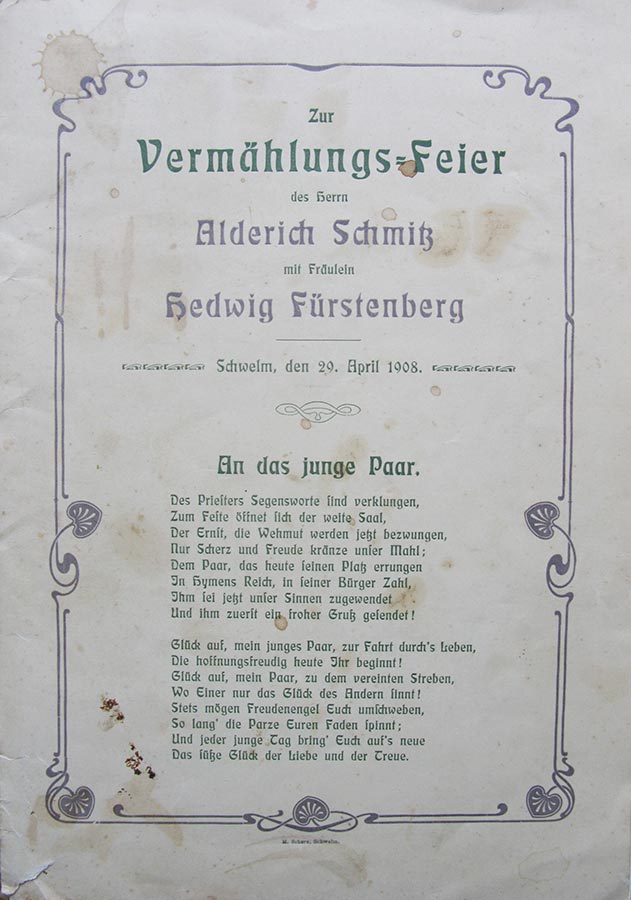 Zur
Vermählungs-Feier
des Herrn
Alderich Schmitz
mit Fräulein
Hedwig Fürstenberg
Schwelm, den 29. April 1908.
An das junge Paar.
Des Priesters Segensworte sind verklungen,
Zum Feste öffnet sich der weite Saal,
Der Ernst, die Wehmut werden jetzt bezwungen,
Nur Scherz und Freude kränze unser Mahl;
Dem Paar, das heute seinen Platz errungen
In Hymens Reich, in seiner Bürger Zahl,
Ihm sei jetzt unser Sinnen zugewendet
Und ihm zuerst ein froher Gruß gesendet!
Glück auf, mein junges Paar, zur Fahrt durch's Leben,
Die hoffnungsfreudig heute Ihr beginnt!
Glück auf, mein Paar, zu dem vereinten Streben,
Wo Einer nur das Glück des Andern sinnt!
Stets mögen Freudenengel Euch umschweben,
So lang' die Parze Euren Faden spinnt;
Und jeder junge Tag bring' Euch auf's neue
Das süße Glück der Liebe und der Treue.
M. Scherz, Schwelm.